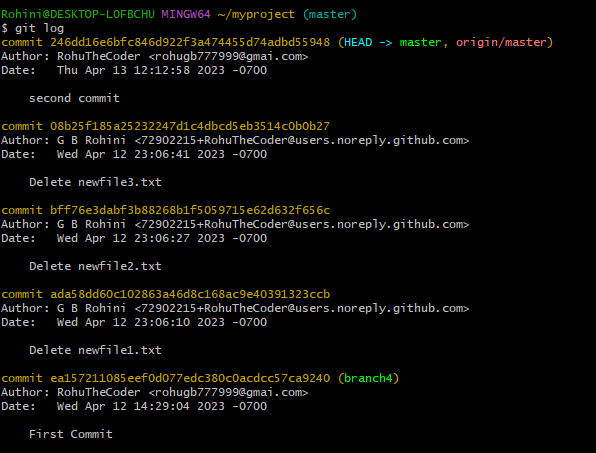 Rohini@DESKTOP-LOFBCHU MINGW64 ~/myproject (master)
$ git log
commit 246dd16e6bfc846d922f3a474455d74adbd55948 (HEAD -> master, origin/master)
Author: RohuTheCoder <rohugb777999@gmai.com>
Date:   Thu Apr 13 12:12:58 2023 -0700
second commit
commit 08b25f185a25232247d1c4dbcd5eb3514c0b0b27
Author: G B Rohini <72902215+RohuTheCoder@users.noreply.github.com>
Date:   Wed Apr 12 23:06:41 2023 -0700
Delete newfile3.txt
commit bff76e3dabf3b88268b1f5059715e62d632f656c
Author: G B Rohini <72902215+RohuTheCoder@users.noreply.github.com>
Date:   Wed Apr 12 23:06:27 2023 -0700
Delete newfile2.txt
commit ada58dd60c102863a46d8c168ac9e40391323ccb
Author: G B Rohini <72902215+RohuTheCoder@users.noreply.github.com>
Date:   Wed Apr 12 23:06:10 2023 -0700
Delete newfile1.txt
commit ea157211085eef0d077edc380c0acdcc57ca9240 (branch4)
Author: RohuTheCoder <rohugb777999@gmai.com>
Date:   Wed Apr 12 14:29:04 2023 -0700
First Commit